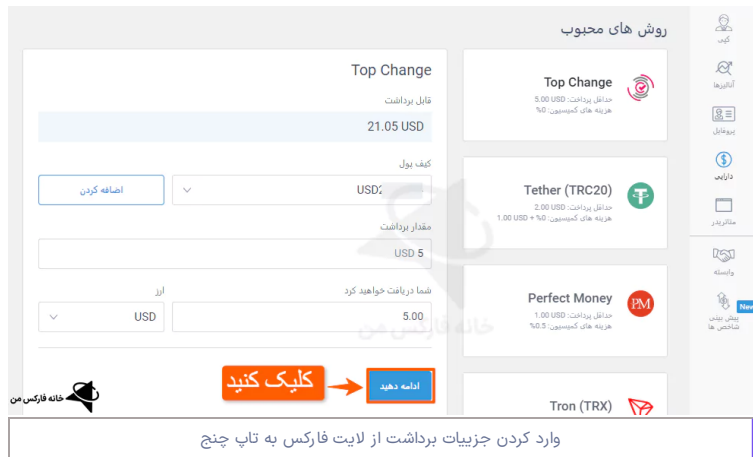 روش های محبوب
Top Change
حداقل پرداخت: 5.00 USD
هزینه های کمیسیون: 0%
Tether (TRC20)
حداقل پرداخت: 2.00 USD
هزینه های کمیسیون: 0% + 1.00 USD
Perfect Money
حداقل پرداخت: 1.00 USD
هزینه های کمیسیون: 0.5%
Tron (TRX)
Top Change
قابل برداشت
21.05 USD
کیف پول
USD2
اضافه کردن
مقدار برداشت
USD 5
شما دریافت خواهید کرد
ارز
5.00
USD
ادامه دهید
کلیک کنید
خانه فارکس من
خانه فارکس من
کپی
آنالیزها
پروفایل
دارایی
متاتریدر
وابسته
New
پیش بینی
شاخص ها
وارد کردن جزییات برداشت از لایت فارکس به تاپ چنج